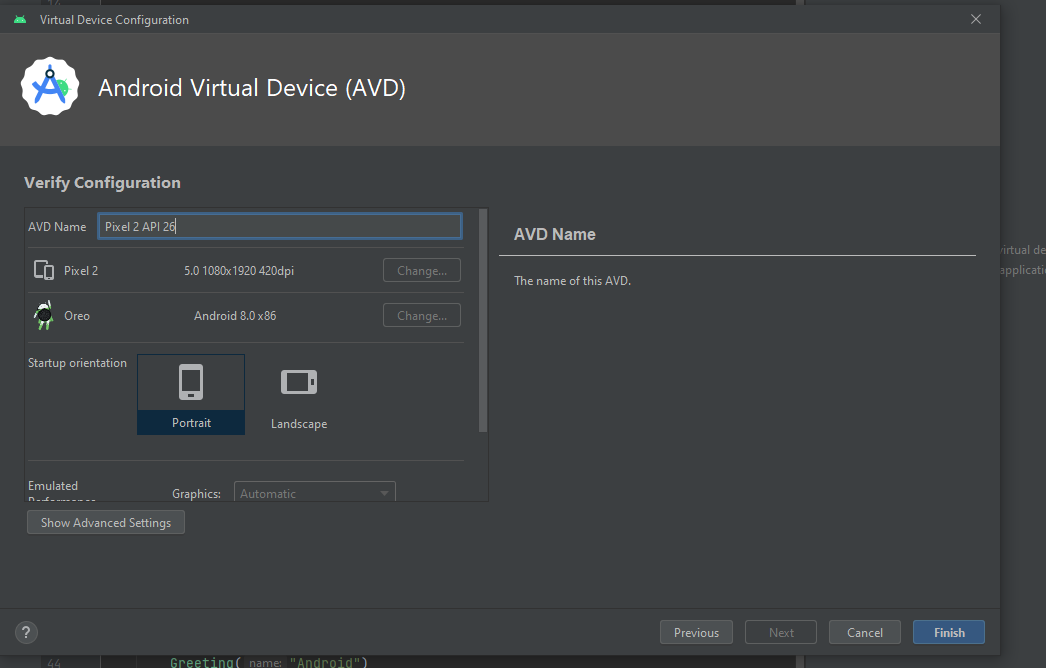 Virtual Device Configuration
Android Virtual Device (AVD)
Verify Configuration
AVD Name
Pixel 2 API 26
Pixel 2
5.0 1080x1920 420dpi
Change...
Oreo
Android 8.0 x86
Change...
Startup orientation
Portrait
Landscape
Emulated
Performance
Graphics:
Automatic
Show Advanced Settings
AVD Name
The name of this AVD.
virtual de
applicati
?
Previous
Next
Cancel
Finish
44
Greeting( name: "Android")